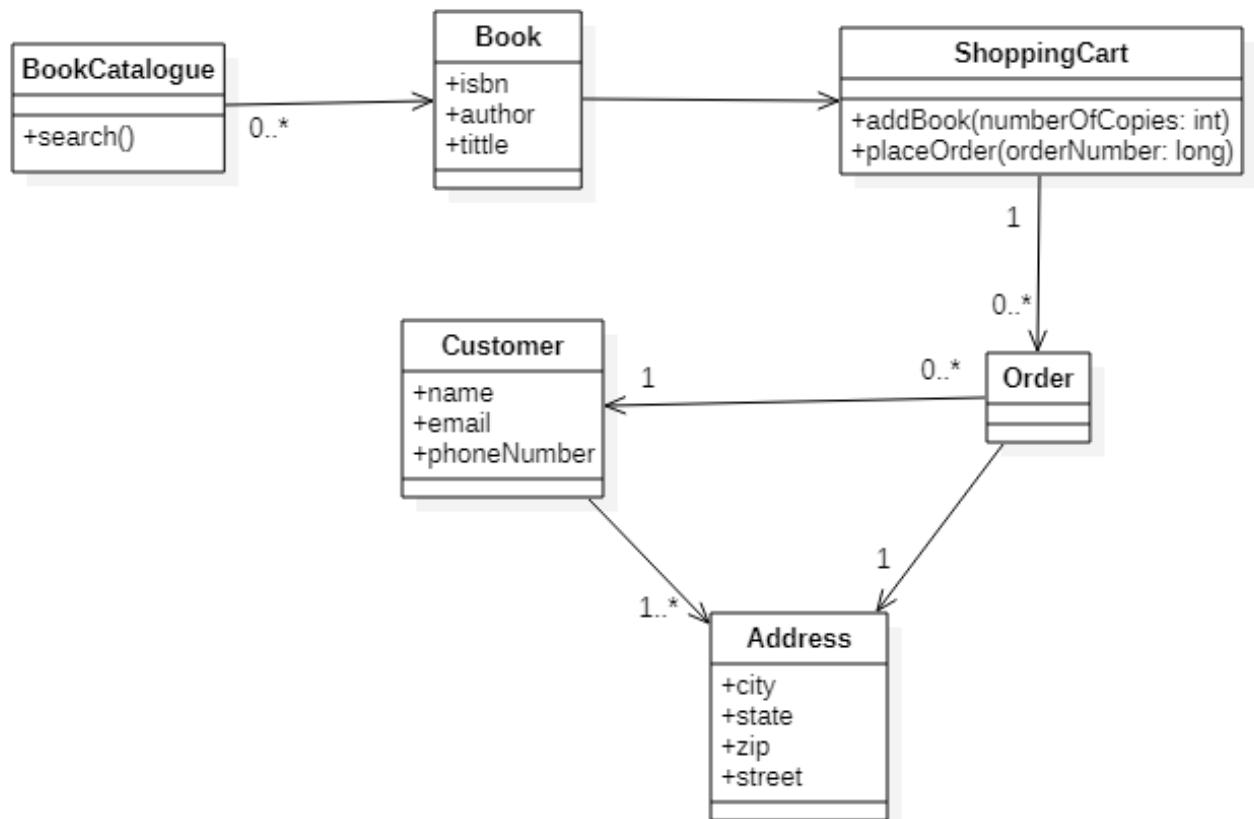 BookCatalogue
+search()
0..*
Book
+isbn
+author
+tittle
ShoppingCart
+addBook(numberOfCopies: int)
+placeOrder(orderNumber: long)
1
0..*
Customer
+name
+email
+phoneNumber
1
0..*
Order
1..*
1
Address
+city
+state
+zip
+street